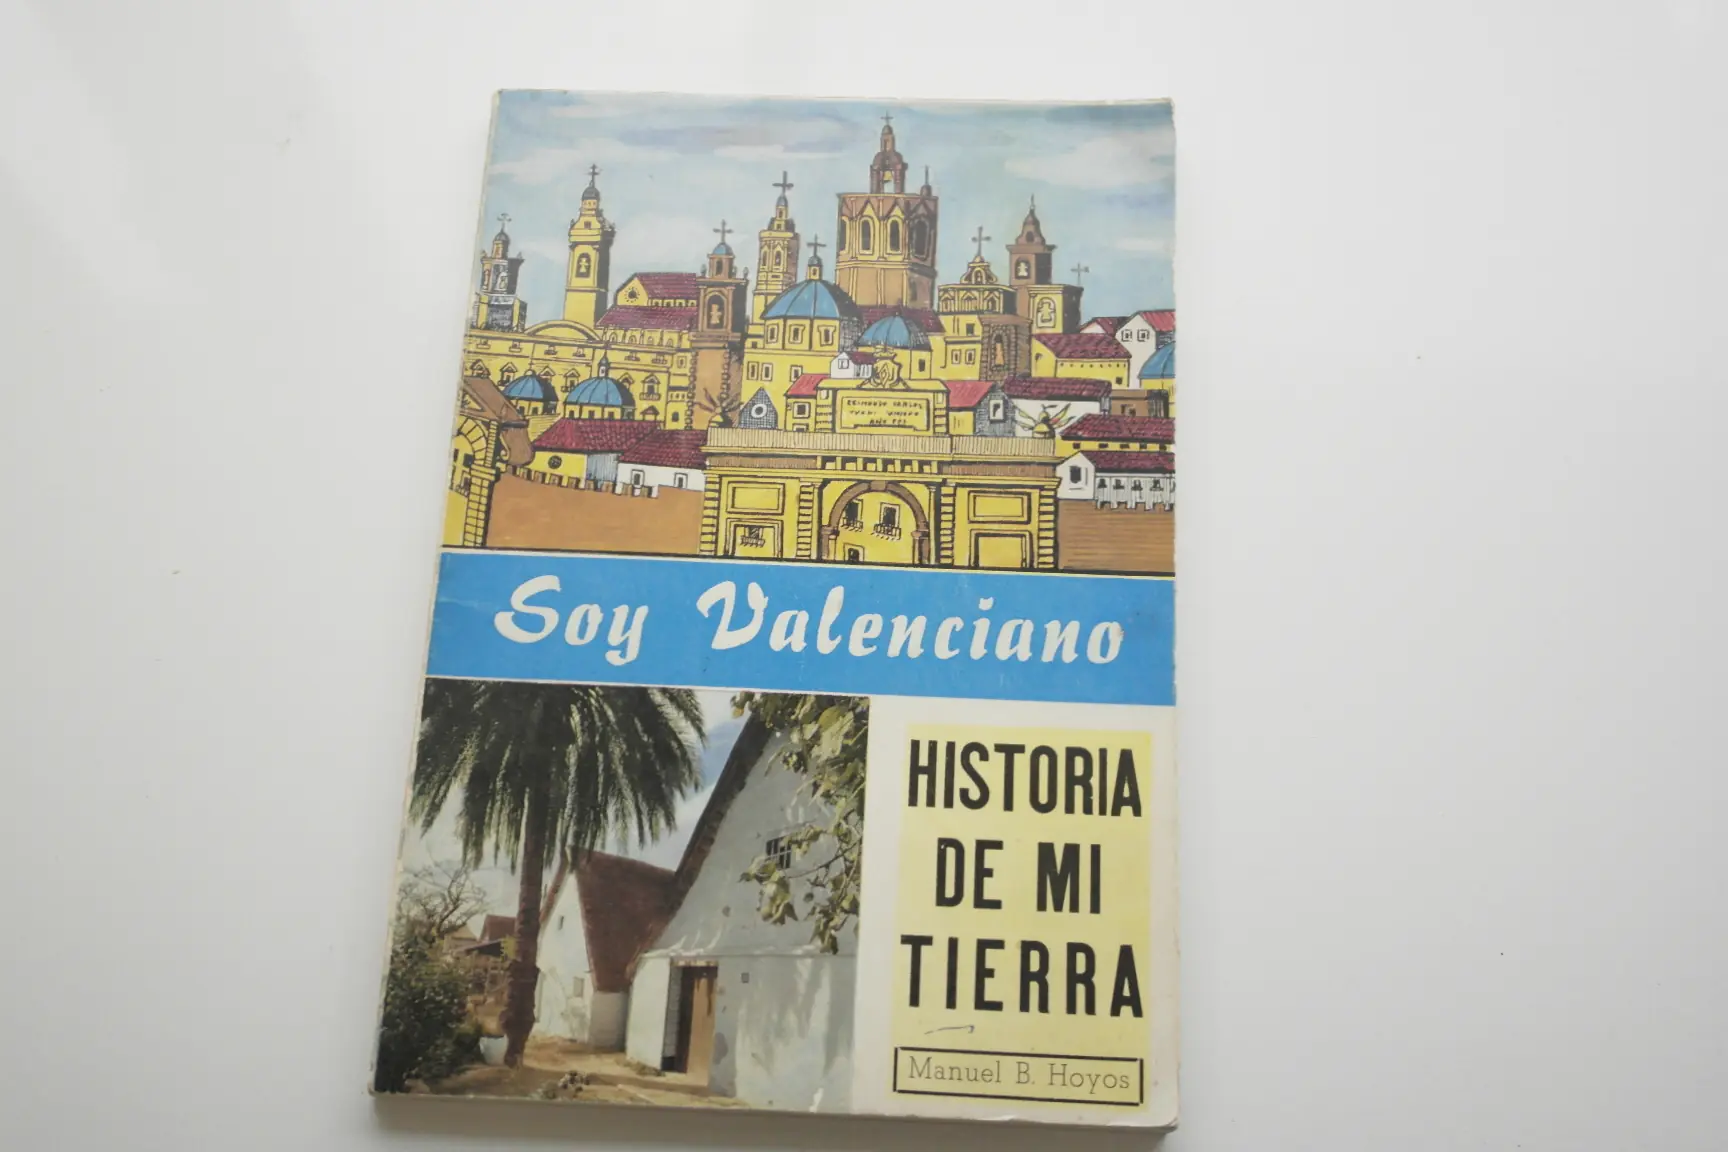 Soy Valenciano
HISTORIA
DE MI
TIERRA
Manuel B. Hoyos